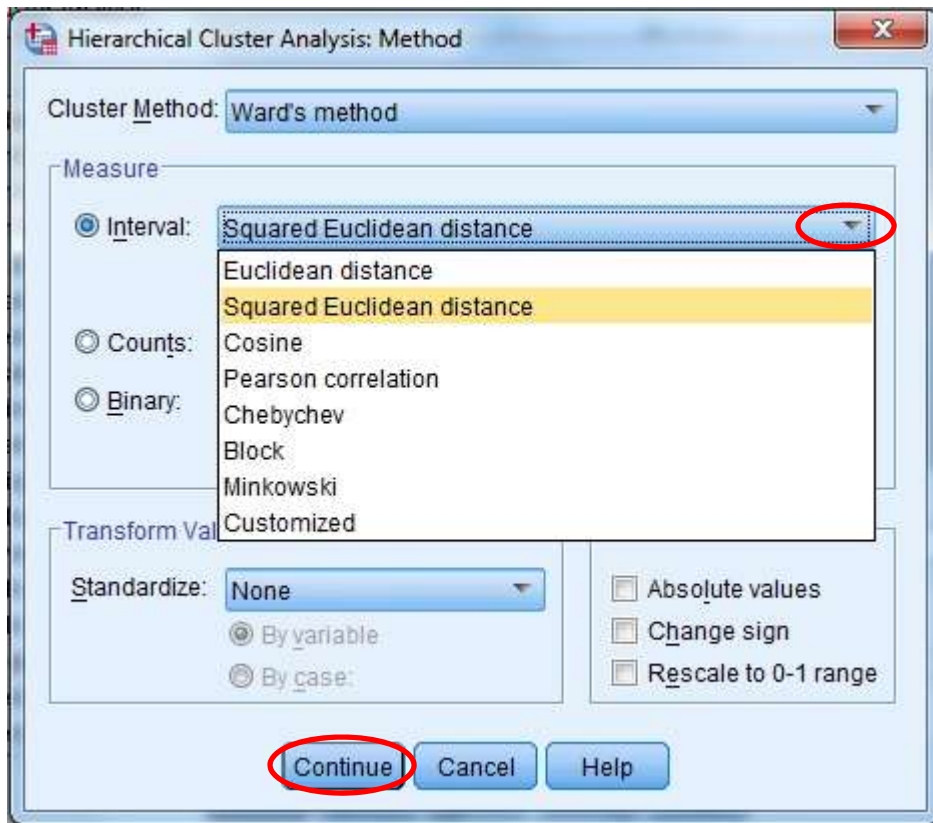 Hierarchical Cluster Analysis: Method
Cluster Method: Ward's method
Measure
Interval: Squared Euclidean distance
Euclidean distance
Squared Euclidean distance
Counts: Cosine
Pearson correlation
Binary: Chebychev
Block
Minkowski
Customized
Transform Val
Standardize: None
By variable
By case:
Absolute values
Change sign
Rescale to 0-1 range
Continue Cancel Help